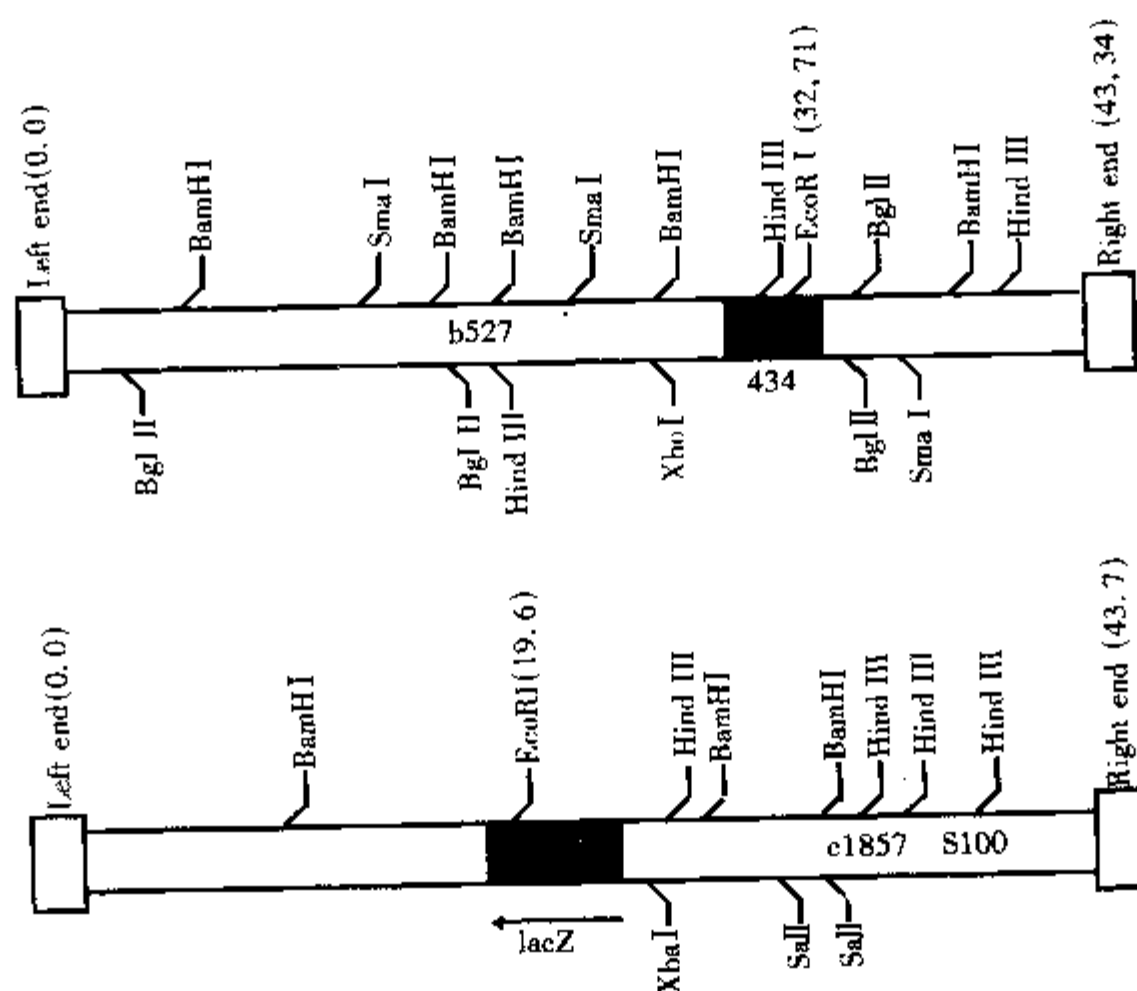 Left end(0.0)
BamHI
SmaI
BamHI
BamHI
SmaI
BamHI
Hind III
EcoR I (32,71)
Bgl II
BamHI
Hind III
Right end (43,34)
b527
434
Bgl II
Bgl II
Hind III
XhoI
Bgl II
Sma I
Left end(0.0)
BamHI
EcoRI(19.6)
Hind III
BamHI
BamHI
Hind III
Hind III
Hind III
Right end (43.7)
c1857
S100
lacZ
XbaI
SalI
SalI